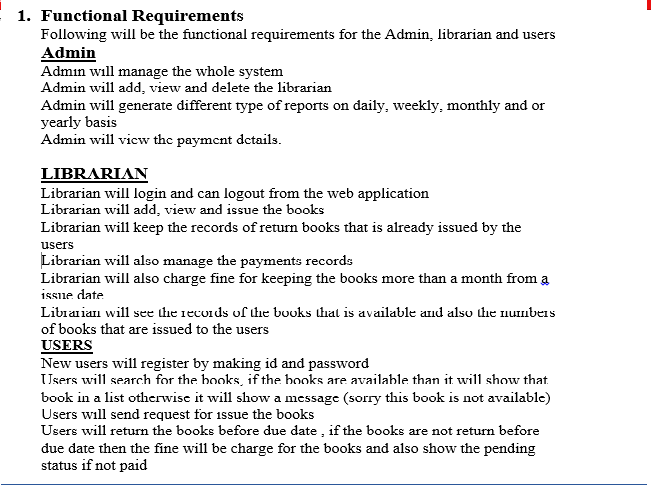 1. Functional Requirements
Following will be the functional requirements for the Admin, librarian and users
Admin
Admin will manage the whole system
Admin will add, view and delete the librarian
Admin will generate different type of reports on daily, weekly, monthly and or
yearly basis
Admin will view the payment details.
LIBRARIAN
Librarian will login and can logout from the web application
Librarian will add, view and issue the books
Librarian will keep the records of return books that is already issued by the
users
Librarian will also manage the payments records
Librarian will also charge fine for keeping the books more than a month from a
issue date
Librarian will see the records of the books that is available and also the numbers
of books that are issued to the users
USERS
New users will register by making id and password
Users will search for the books, if the books are available than it will show that
book in a list otherwise it will show a message (sorry this book is not available)
Users will send request for issue the books
Users will return the books before due date , if the books are not return before
due date then the fine will be charge for the books and also show the pending
status if not paid